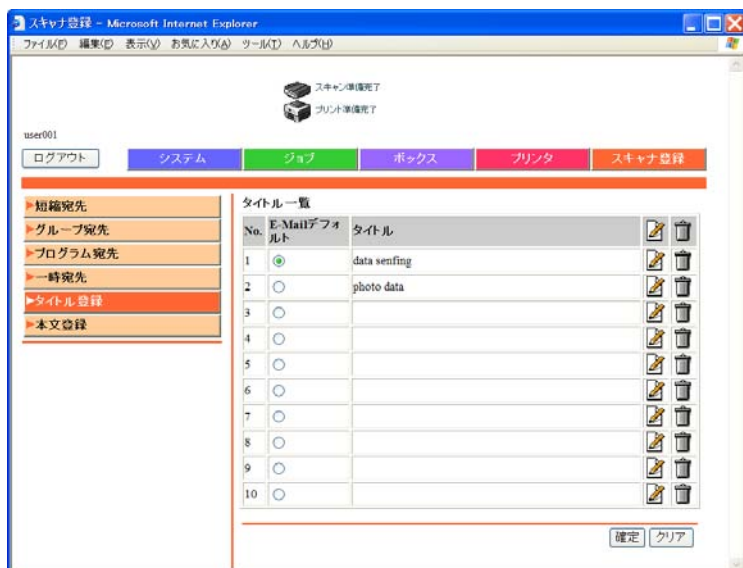 スキャナ登録 - Microsoft Internet Explorer
ファイル(F) 編集(E) 表示(V) お気に入り(A) ツール(T) ヘルプ(H)
スキャン準備完了
プリント準備完了
user001
ログアウト システム ジョブ ボックス プリンタ スキャナ登録
短縮宛先
グループ宛先
プログラム宛先
一時宛先
タイトル登録
本文登録
タイトル一覧
No. E-Mailデフォ
ルト タイトル
1 data senfing
2 photo data
3
4
5
6
7
8
9
10
確定 クリア